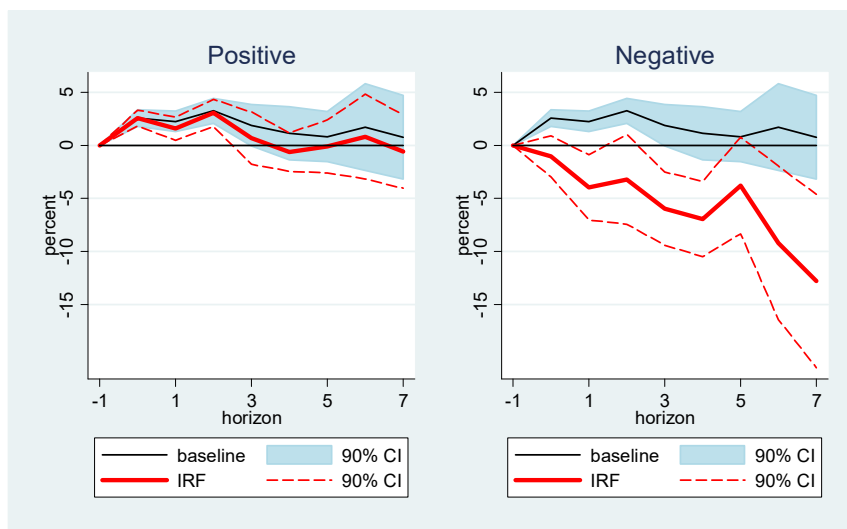 Positive
percent
5
0
-5
-10
-15
-1 1 3 5 7
horizon
baseline 90% CI
IRF 90% CI
Negative
percent
5
0
-5
-10
-15
-1 1 3 5 7
horizon
baseline 90% CI
IRF 90% CI